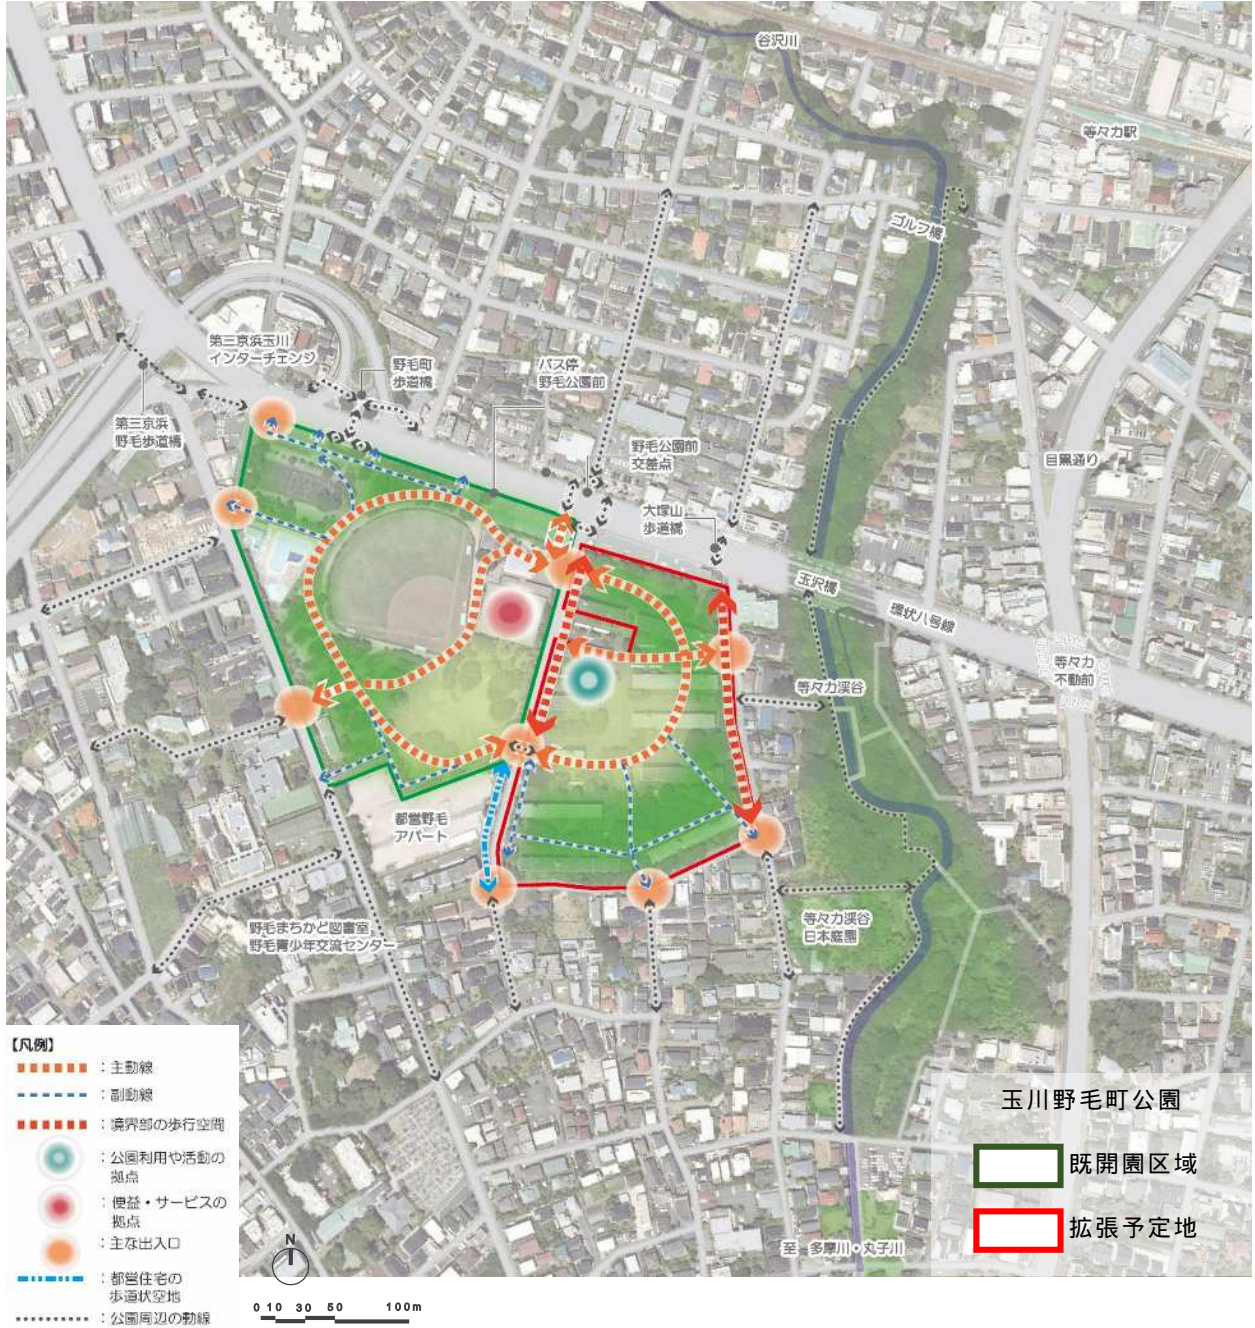 谷沢川
等々力駅
ゴルフ橋
第三京浜玉川
インターチェンジ
野毛町
歩道橋
バス停
野毛公園前
第三京浜
野毛歩道橋
野毛公園前
交差点
目黒通り
大塚山
歩道橋
玉沢橋
環状八号線
等々力
不動前
等々力渓谷
都営野毛
アパート
等々力渓谷
日本庭園
野毛まちかど図書室
野毛青少年交流センター
至 多摩川・丸子川
【凡例】
：主動線
：副動線
：境界部の歩行空間
：公園利用や活動の
拠点
：便益・サービスの
拠点
：主な出入口
：都営住宅の
歩道状空地
：公園周辺の動線
N
0 10 30 50 100m
玉川野毛町公園
既開園区域
拡張予定地